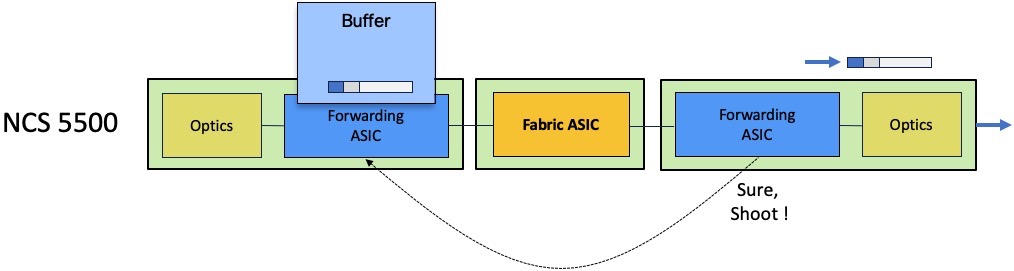 Buffer
NCS 5500
Optics
Forwarding
ASIC
Fabric ASIC
Forwarding
ASIC
Optics
Sure,
Shoot !